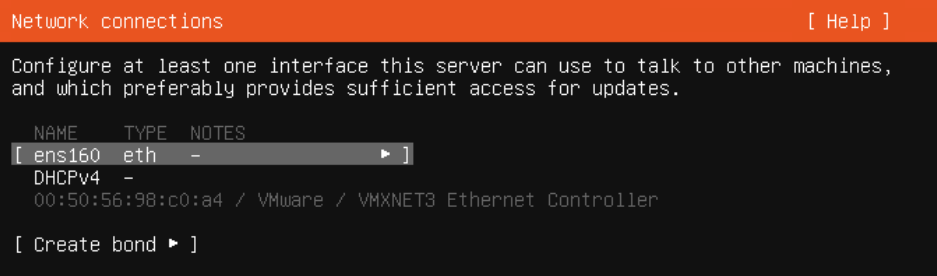 Network connections [ Help ]
Configure at least one interface this server can use to talk to other machines,
and which preferably provides sufficient access for updates.
NAME TYPE NOTES
[ ens160 eth - ▸ ]
DHCPv4 -
00:50:56:98:c0:a4 / VMware / VMXNET3 Ethernet Controller
[ Create bond ▸ ]